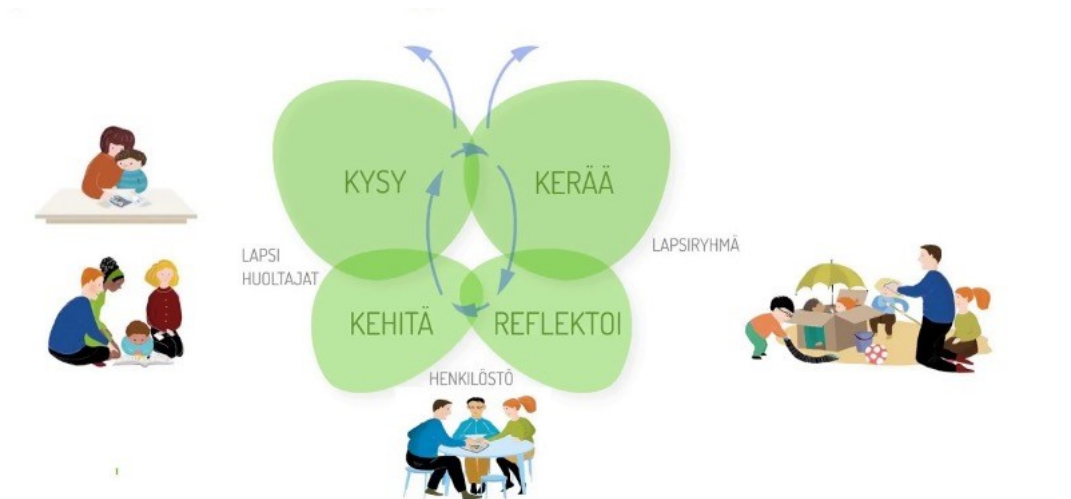 KYSY
KERÄÄ
LAPSI
HUOLTAJAT
LAPSIRYHMÄ
KEHITÄ
REFLEKTOI
HENKILÖSTÖ